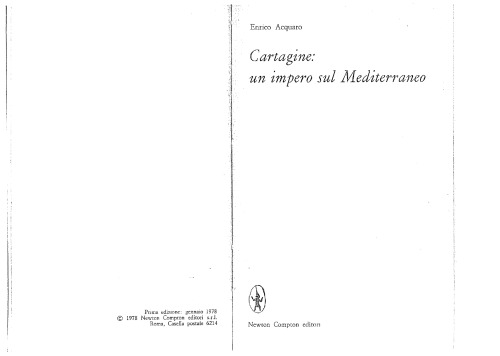 Prima edizione: gennaio 1978
© 1978 Newton Compton editori s.r.l.
Roma, Casella postale 6214
Enrico Acquaro
Cartagine:
un impero sul Mediterraneo
Newton Compton editori